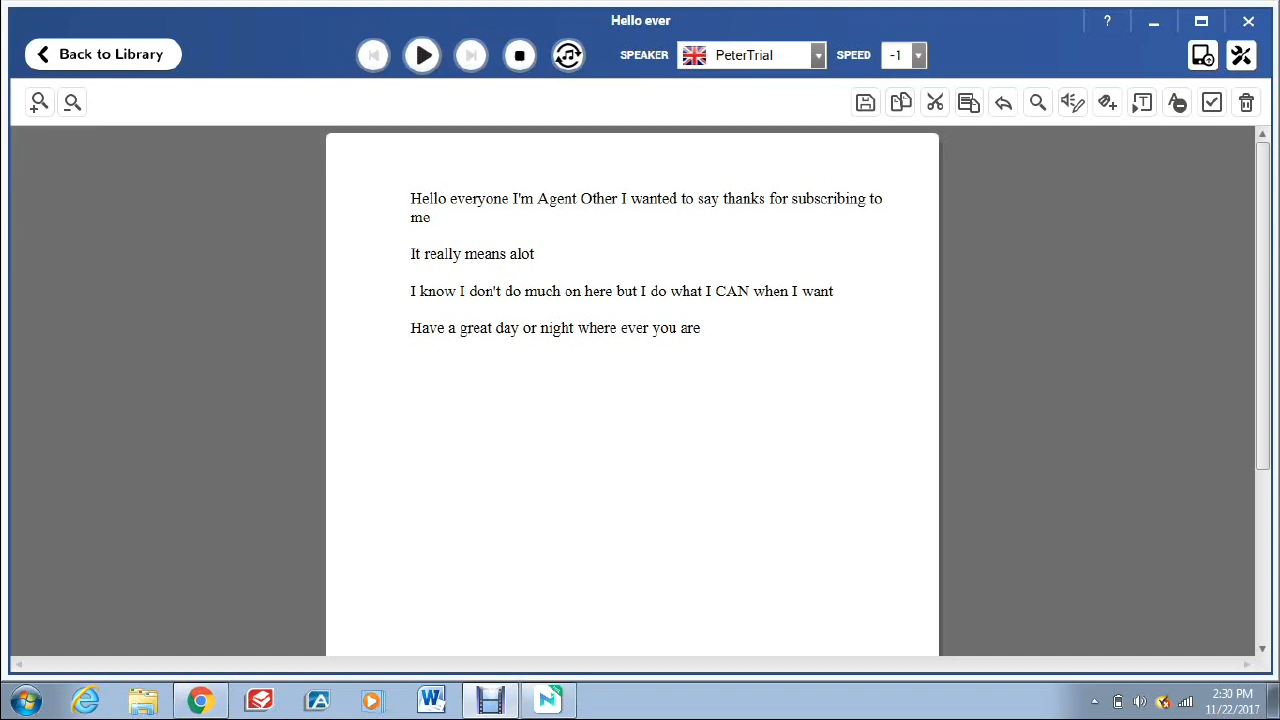 Hello ever
?
Back to Library
SPEAKER
PeterTrial
SPEED
-1
Hello everyone I'm Agent Other I wanted to say thanks for subscribing to
me
It really means alot
I know I don't do much on here but I do what I CAN when I want
Have a great day or night where ever you are
2:30 PM
11/22/2017